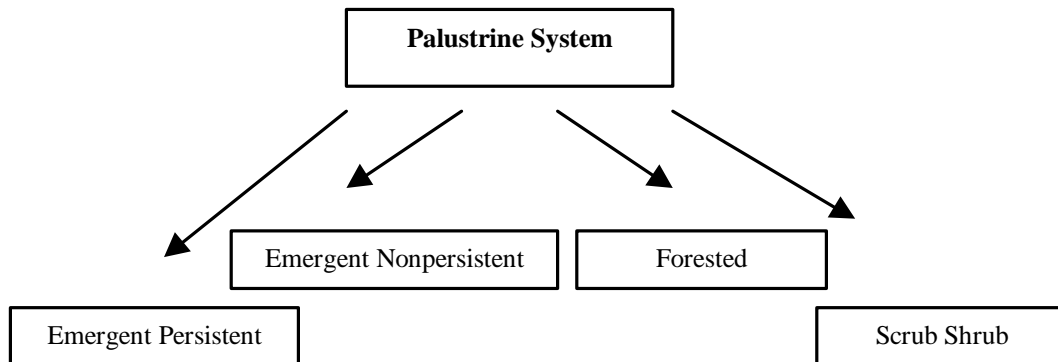 Palustrine System
Emergent Nonpersistent
Forested
Emergent Persistent
Scrub Shrub